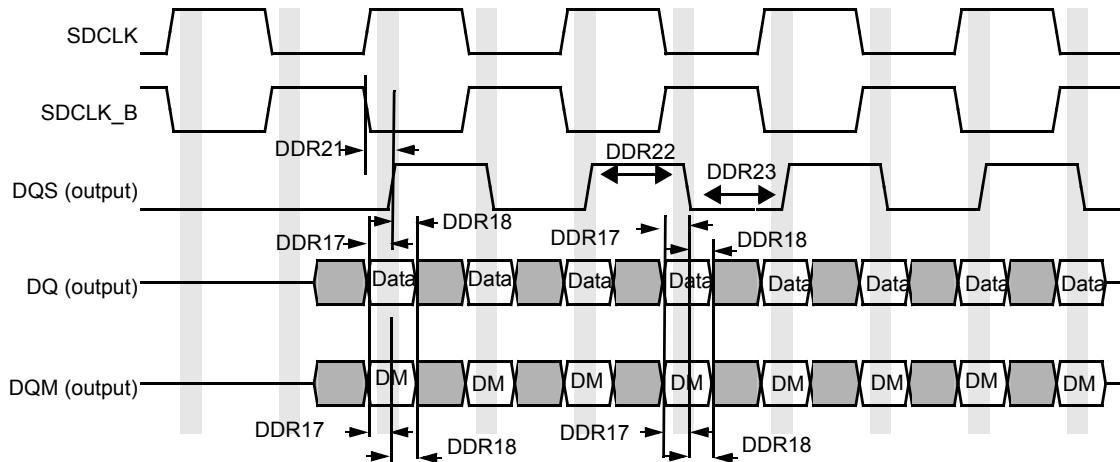 SDCLK
SDCLK_B
DDR21
DDR22
DDR23
DQS (output)
DDR18
DDR17
DDR17
DDR18
DQ (output)
Data Data Data Data Data Data Data Data
DQM (output)
DM DM DM DM DM DM DM DM
DDR17
DDR18
DDR17
DDR18